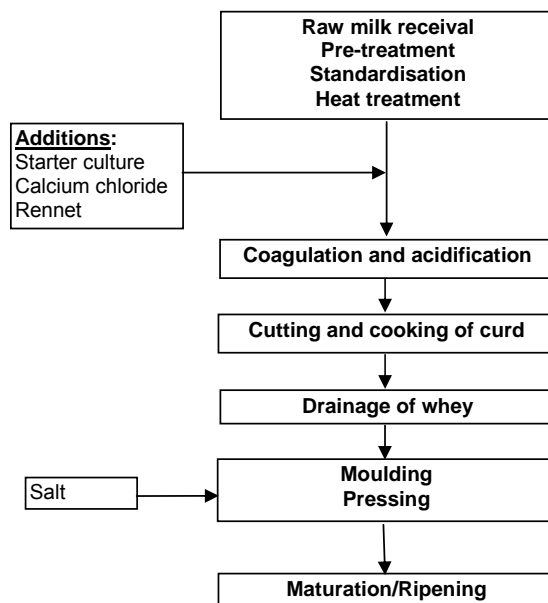 Raw milk receival
Pre-treatment
Standardisation
Heat treatment
Additions:
Starter culture
Calcium chloride
Rennet
Coagulation and acidification
Cutting and cooking of curd
Drainage of whey
Moulding
Pressing
Salt
Maturation/Ripening